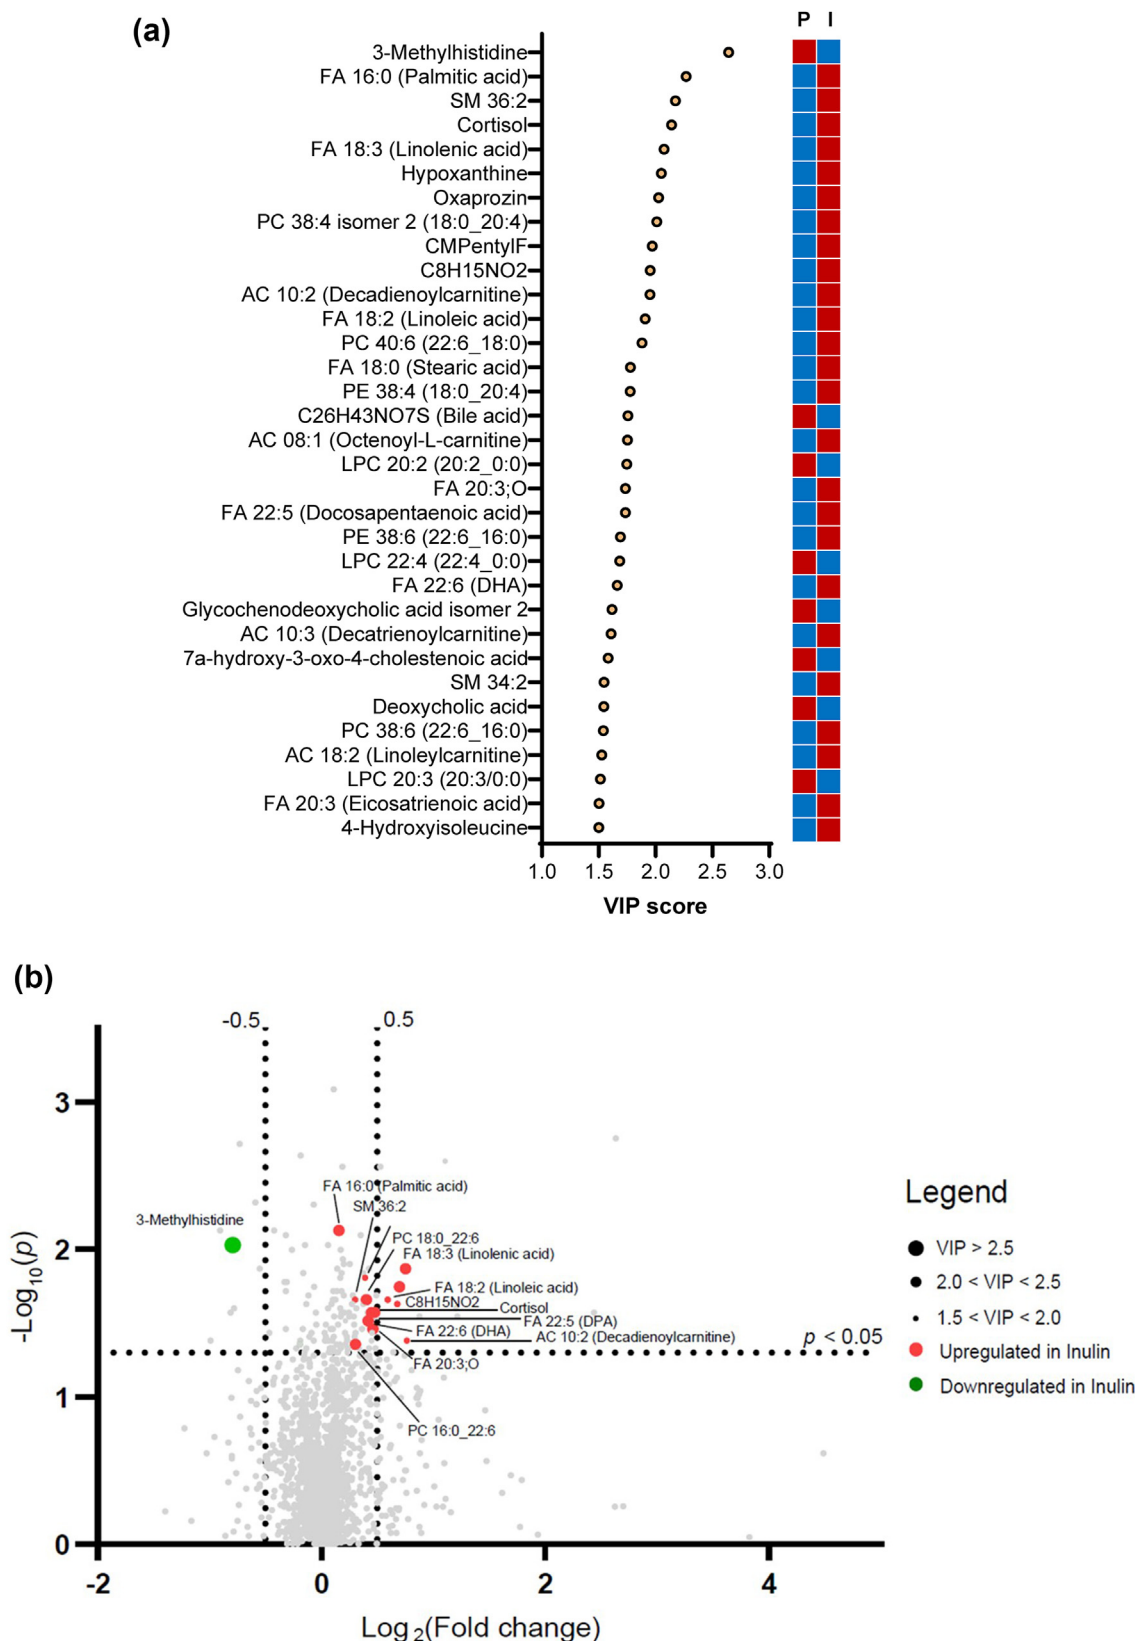 (a)
P I
3-Methylhistidine
FA 16:0 (Palmitic acid)
SM 36:2
Cortisol
FA 18:3 (Linolenic acid)
Hypoxanthine
Oxaprozin
PC 38:4 isomer 2 (18:0_20:4)
CMPentylF
C8H15NO2
AC 10:2 (Decadienoylcarnitine)
FA 18:2 (Linoleic acid)
PC 40:6 (22:6_18:0)
FA 18:0 (Stearic acid)
PE 38:4 (18:0_20:4)
C26H43NO7S (Bile acid)
AC 08:1 (Octenoyl-L-carnitine)
LPC 20:2 (20:2_0:0)
FA 20:3;O
FA 22:5 (Docosapentaenoic acid)
PE 38:6 (22:6_16:0)
LPC 22:4 (22:4_0:0)
FA 22:6 (DHA)
Glycochenodeoxycholic acid isomer 2
AC 10:3 (Decatrienoylcarnitine)
7a-hydroxy-3-oxo-4-cholestenoic acid
SM 34:2
Deoxycholic acid
PC 38:6 (22:6_16:0)
AC 18:2 (Linoleylcarnitine)
LPC 20:3 (20:3/0:0)
FA 20:3 (Eicosatrienoic acid)
4-Hydroxyisoleucine
1.0 1.5 2.0 2.5 3.0
VIP score
(b)
-0.5 0.5
3
FA 16:0 (Palmitic acid)
SM 36:2
3-Methylhistidine
PC 18:0_22:6
2
FA 18:3 (Linolenic acid)
FA 18:2 (Linoleic acid)
C8H15NO2
Cortisol
FA 22:5 (DPA)
FA 22:6 (DHA)
AC 10:2 (Decadienoylcarnitine)
p < 0.05
FA 20:3;O
1
PC 16:0_22:6
0
-Log10(p)
-2 0 2 4
Log2(Fold change)
Legend
VIP > 2.5
2.0 < VIP < 2.5
1.5 < VIP < 2.0
Upregulated in Inulin
Downregulated in Inulin